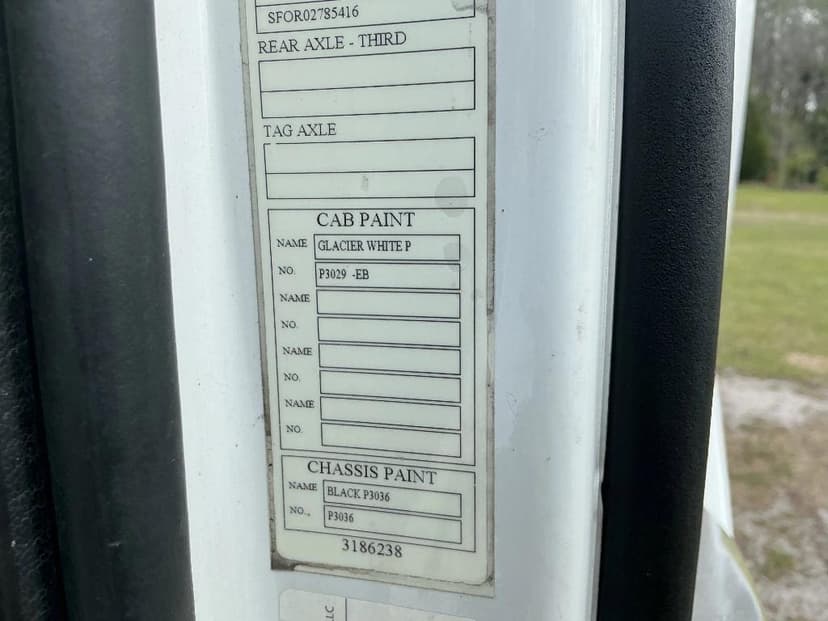 SFOR02785416
REAR AXLE - THIRD
TAG AXLE
CAB PAINT
NAME GLACIER WHITE P
NO. P3029 -EB
NAME
NO.
NAME
NO.
NAME
NO.
CHASSIS PAINT
NAME BLACK P3036
NO., P3036
3186238
LLC